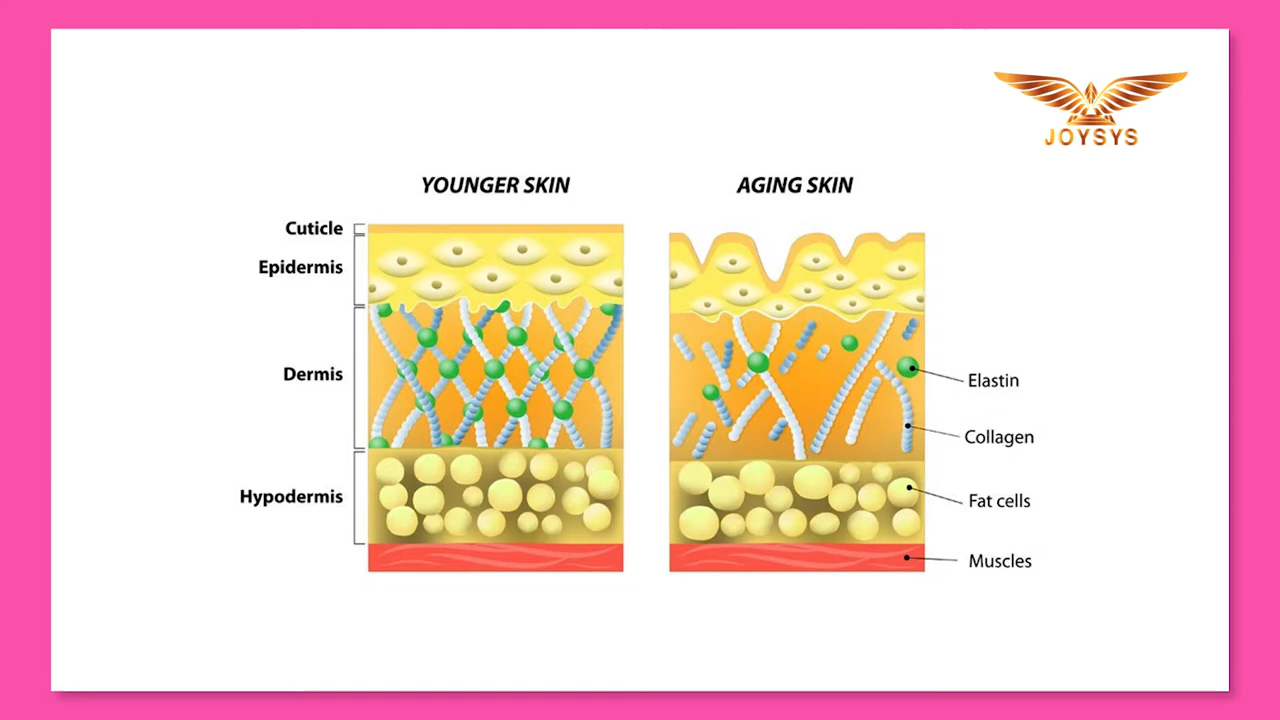 JOYSYS
YOUNGER SKIN
AGING SKIN
Cuticle
Epidermis
Dermis
Hypodermis
Elastin
Collagen
Fat cells
Muscles